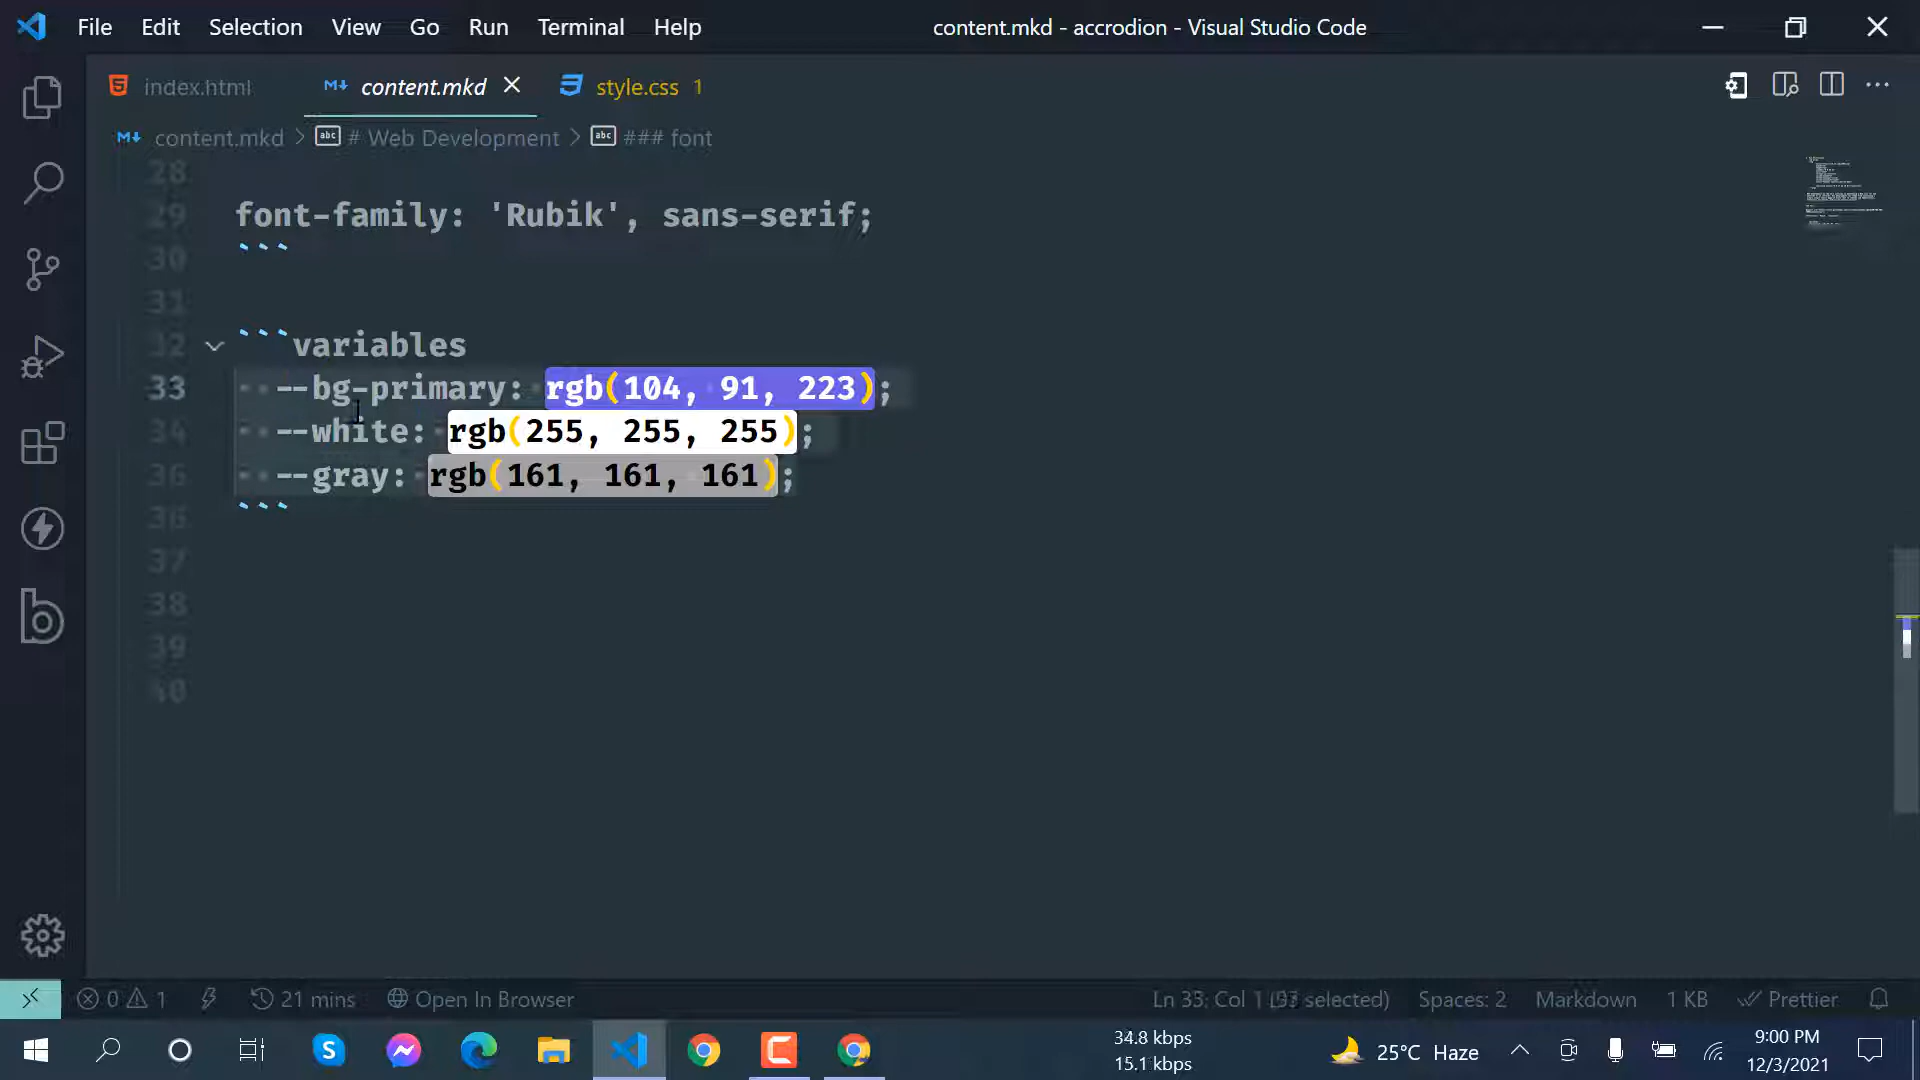 File Edit Selection View Go Run Terminal Help
content.mkd - accrodion - Visual Studio Code
index.html
content.mkd
style.css 1
content.mkd > # Web Development > ### font
28
29 font-family: 'Rubik', sans-serif;
30 ```
31
32 ```variables
33 --bg-primary: rgb(104, 91, 223);
34 --white: rgb(255, 255, 255);
--gray: rgb(161, 161, 161);
36 ```
37
38
39
40
0 1 21 mins Open In Browser
Ln 33, Col 1 selected) Spaces: 2 Markdown 1 KB Prettier
34.8 kbps
15.1 kbps
25°C Haze
9:00 PM
12/3/2021